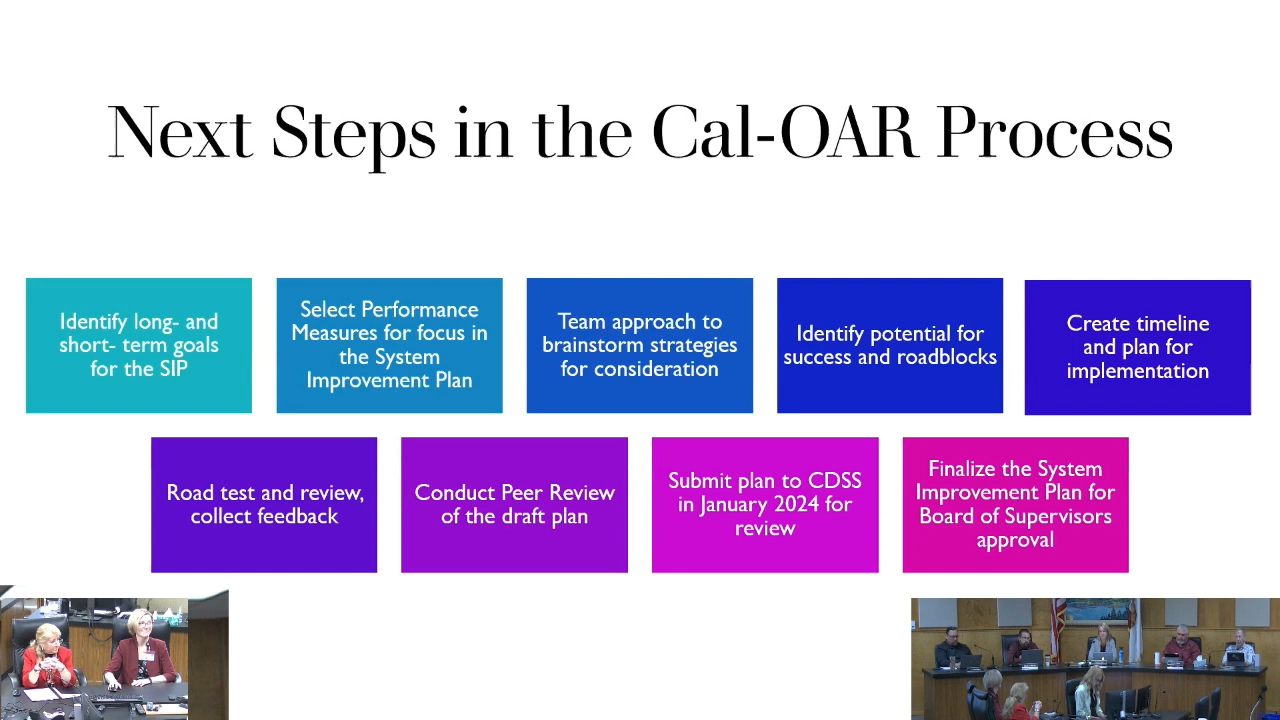 Next Steps in the Cal-OAR Process
Identify long- and
short- term goals
for the SIP
Select Performance
Measures for focus in
the System
Improvement Plan
Team approach to
brainstorm strategies
for consideration
Identify potential for
success and roadblocks
Create timeline
and plan for
implementation
Road test and review,
collect feedback
Conduct Peer Review
of the draft plan
Submit plan to CDSS
in January 2024 for
review
Finalize the System
Improvement Plan for
Board of Supervisors
approval